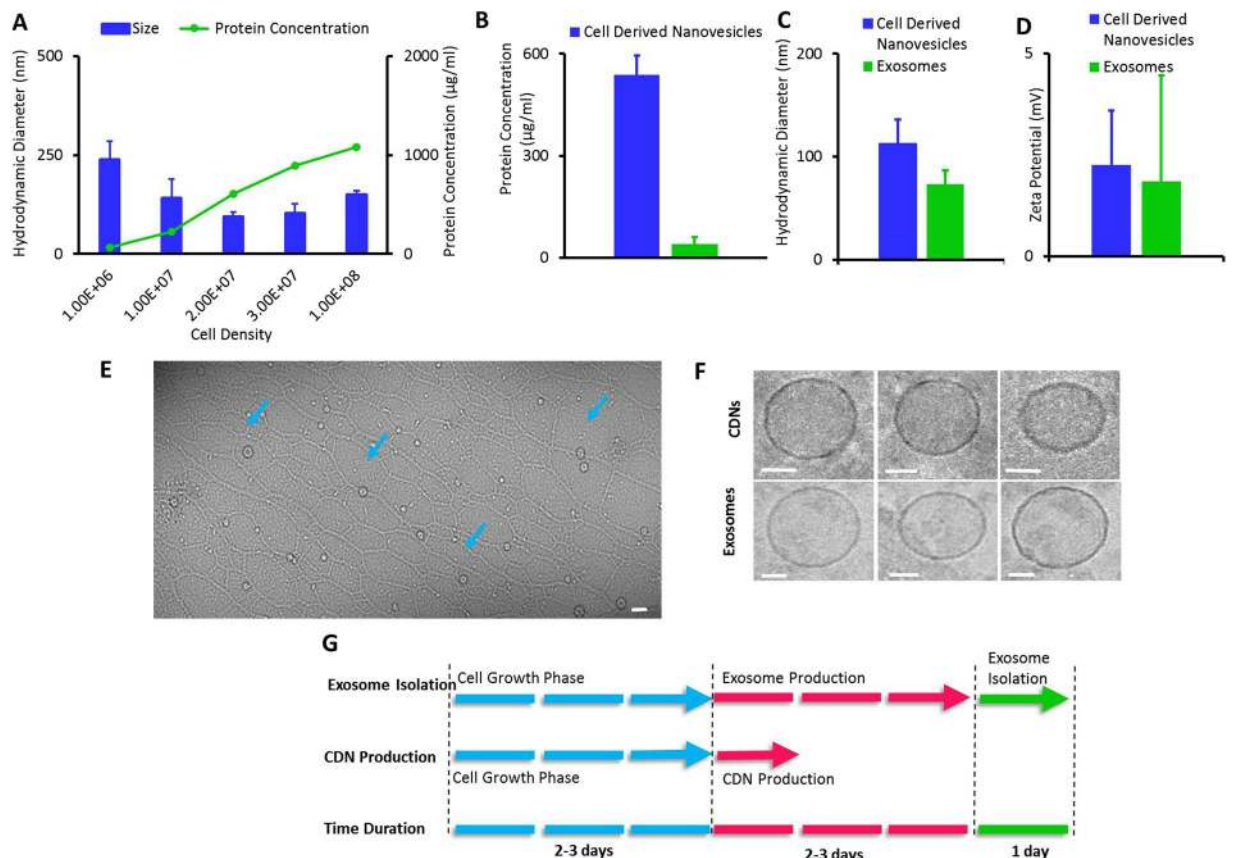 A
Size
Protein Concentration
Hydrodynamic Diameter (nm)
500
250
0
2000
1000
0
Protein Concentration (µg/ml)
1.00E+06
1.00E+07
2.00E+07
3.00E+07
1.00E+08
Cell Density
B
Cell Derived Nanovesicles
Protein Concentration
(µg/ml)
600
300
0
C
Cell Derived
Nanovesicles
Exosomes
Hydrodynamic Diameter (nm)
200
100
0
D
Cell Derived
Nanovesicles
Exosomes
Zeta Potential (mV)
5
0
E
F
CDNs
Exosomes
G
Exosome Isolation
Cell Growth Phase
Exosome Production
Exosome
Isolation
CDN Production
Cell Growth Phase
CDN Production
Time Duration
2-3 days
2-3 days
1 day